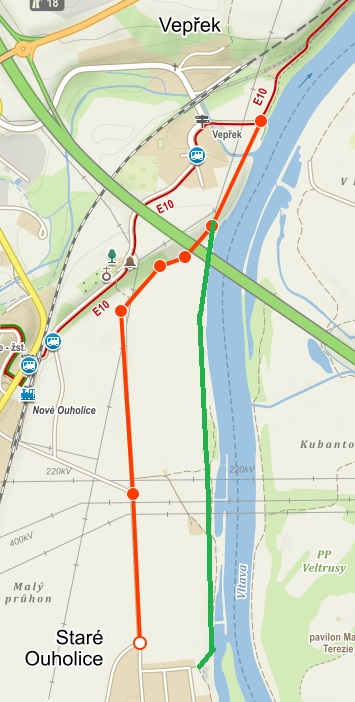 18
Vepřek
E10
Vepřek
V
E10
E10
e - žst.
Nové Ouholice
Kubanto
220kV
220kV
400kV
PP
Veltrusy
Malý
průhon
Vltava
Staré
Ouholice
pavilon Ma
Terezie